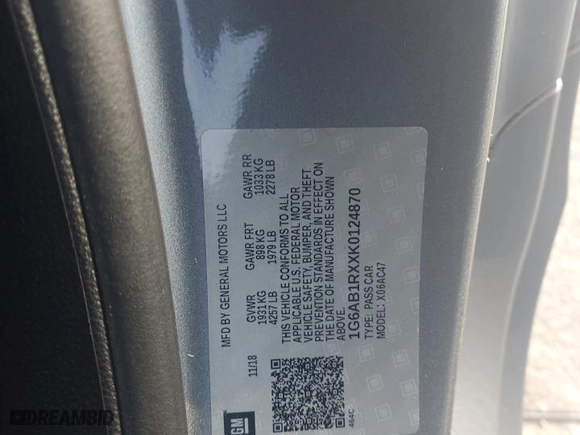 MFD BY GENERAL MOTORS LLC
11/18
GVWR
1931 KG
4257 LB
GAWR FRT
898 KG
1979 LB
GAWR RR
1033 KG
2278 LB
THIS VEHICLE CONFORMS TO ALL
APPLICABLE U.S. FEDERAL MOTOR
VEHICLE SAFETY, BUMPER, AND THEFT
PREVENTION STANDARDS IN EFFECT ON
THE DATE OF MANUFACTURE SHOWN
ABOVE.
1G6AB1RXXK0124870
TYPE: PASS CAR
MODEL: X06AC47
GM
464C
DREAMBID